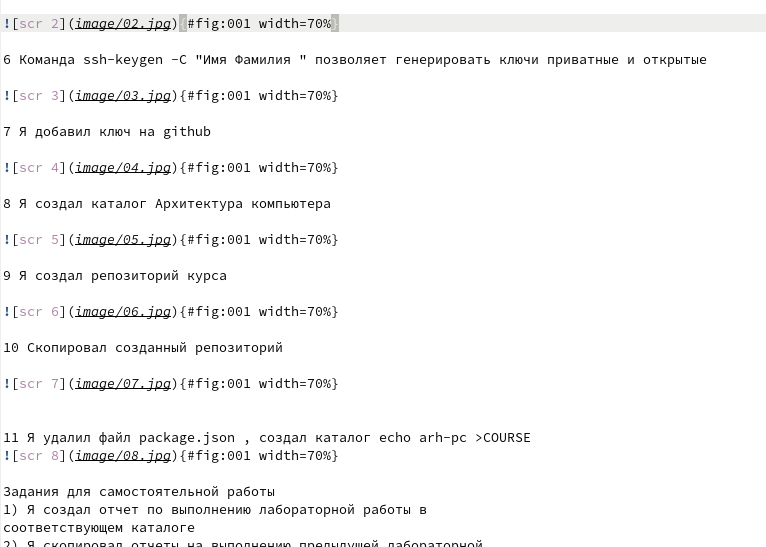 ![scr 2](image/02.jpg){#fig:001 width=70%}
6 Команда ssh-keygen -C "Имя Фамилия " позволяет генерировать ключи приватные и открытые
![scr 3](image/03.jpg){#fig:001 width=70%}
7 Я добавил ключ на github
![scr 4](image/04.jpg){#fig:001 width=70%}
8 Я создал каталог Архитектура компьютера
![scr 5](image/05.jpg){#fig:001 width=70%}
9 Я создал репозиторий курса
![scr 6](image/06.jpg){#fig:001 width=70%}
10 Скопировал созданный репозиторий
![scr 7](image/07.jpg){#fig:001 width=70%}
11 Я удалил файл package.json , создал каталог echo arh-pc >COURSE
![scr 8](image/08.jpg){#fig:001 width=70%}
Задания для самостоятельной работы
1) Я создал отчет по выполнению лабораторной работы в
соответствующем каталоге
2) Я скопировал отчеты на выполнению предыдущей лабораторной